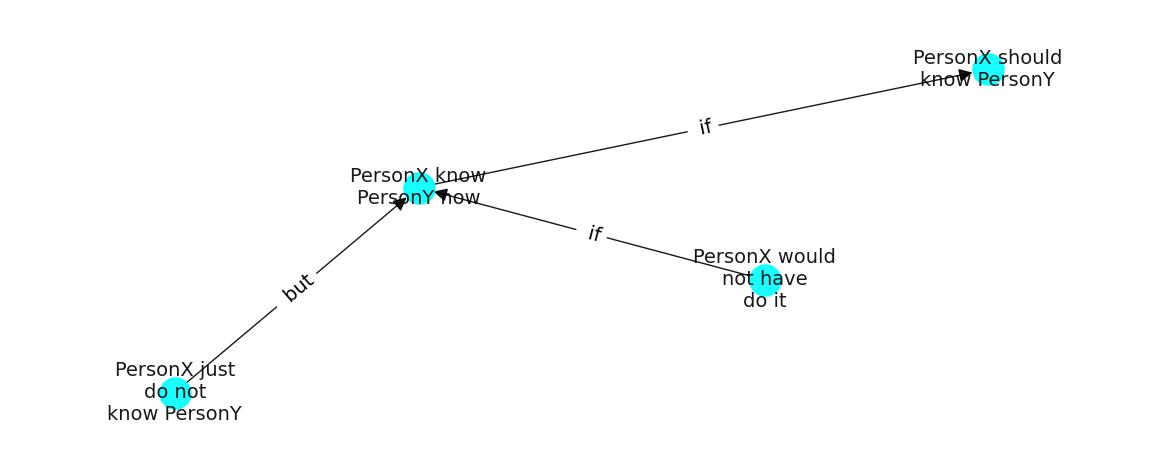 PersonX should
know PersonY
if
PersonX know
PersonY now
if
PersonX would
not have
do it
but
PersonX just
do not
know PersonY